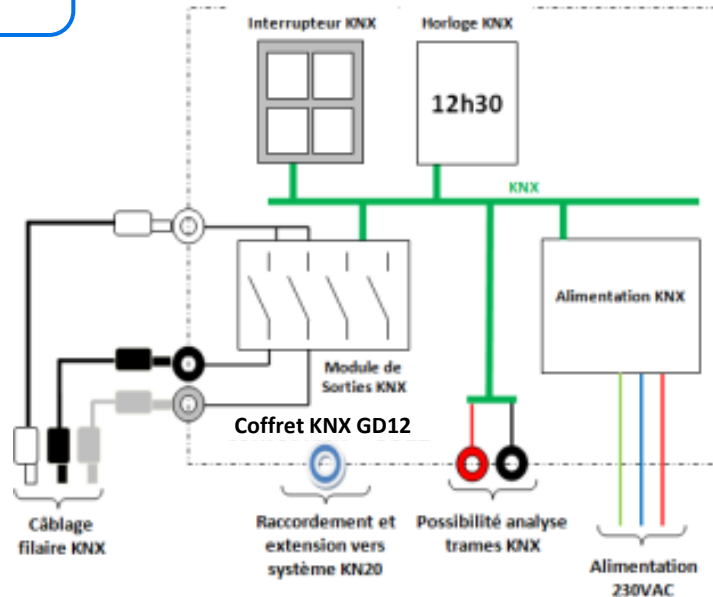 Interrupteur KNX
Horloge KNX
12h30
KNX
Alimentation KNX
Module de
Sorties KNX
Coffret KNX GD12
Câblage
filaire KNX
Raccordement et
extension vers
système KN20
Possibilité analyse
trames KNX
Alimentation
230VAC